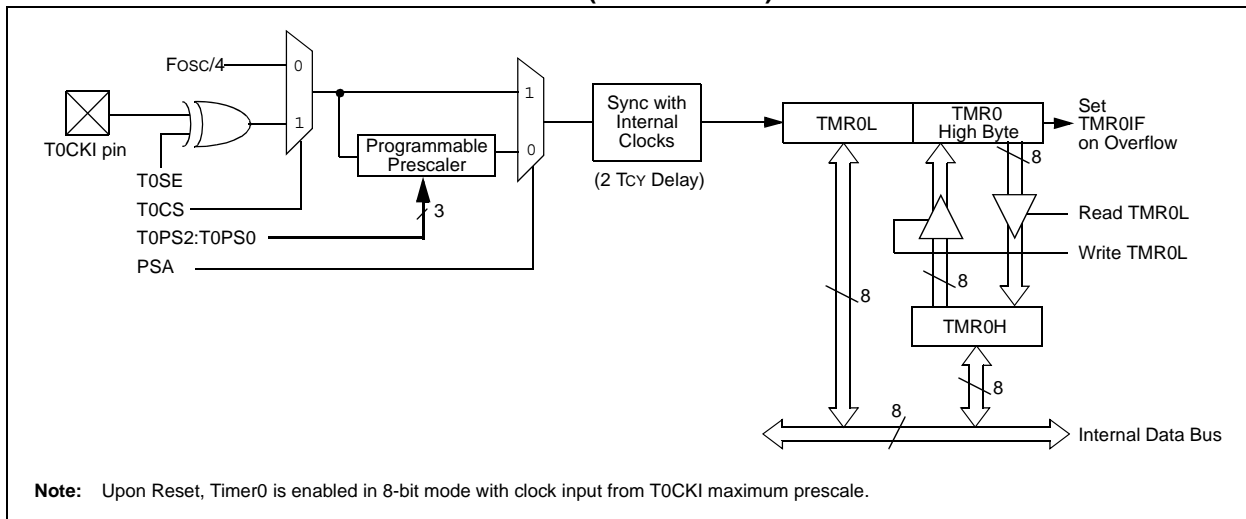 FOSC/4
0
1
T0CKI pin
T0SE
T0CS
T0PS2:T0PS0
PSA
Programmable
Prescaler
3
1
0
Sync with
Internal
Clocks
(2 TCY Delay)
TMR0L
TMR0
High Byte
Set
TMR0IF
on Overflow
8
Read TMR0L
Write TMR0L
8
8
TMR0H
8
8
Internal Data Bus
Note: Upon Reset, Timer0 is enabled in 8-bit mode with clock input from T0CKI maximum prescale.